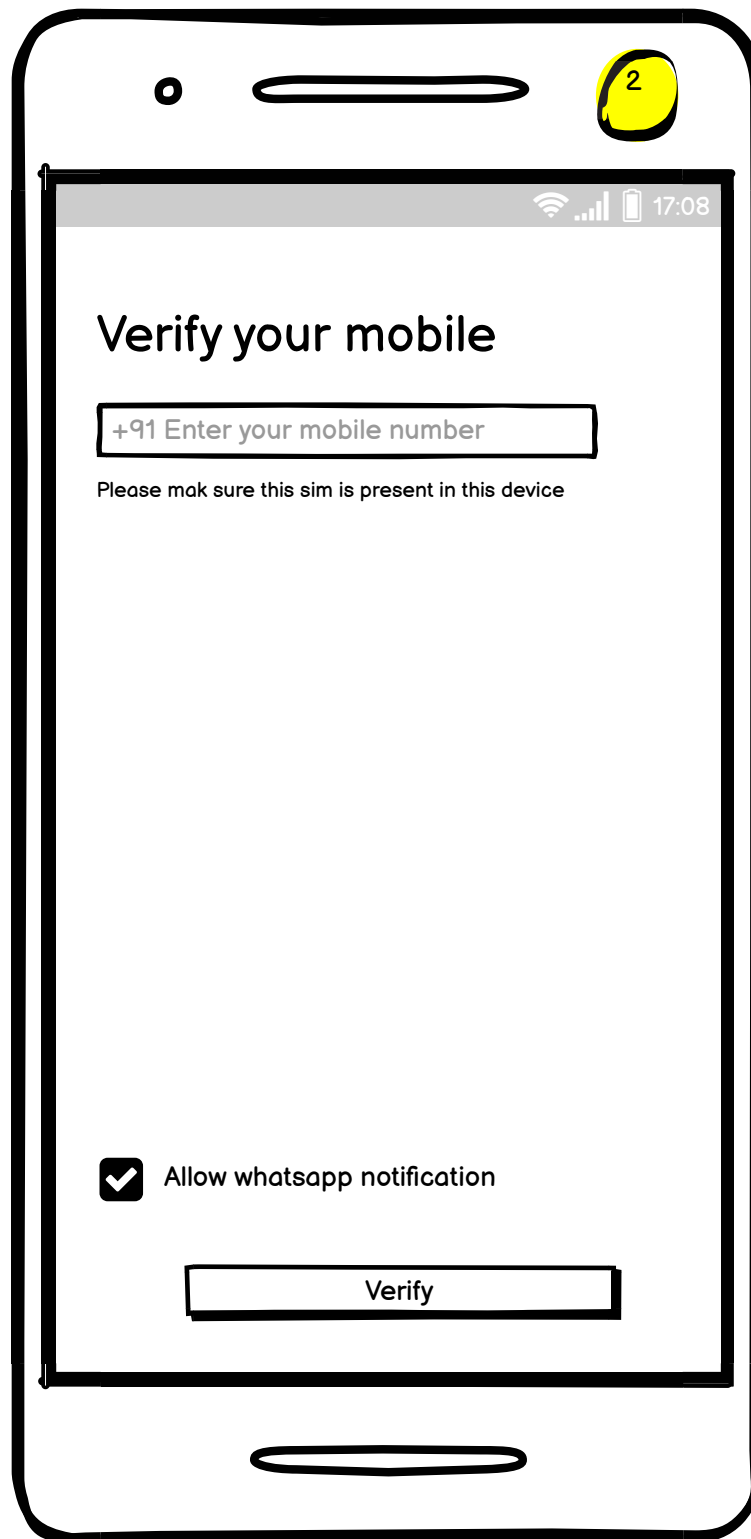 2
17:08
Verify your mobile
+91 Enter your mobile number
Please mak sure this sim is present in this device
Allow whatsapp notification
Verify